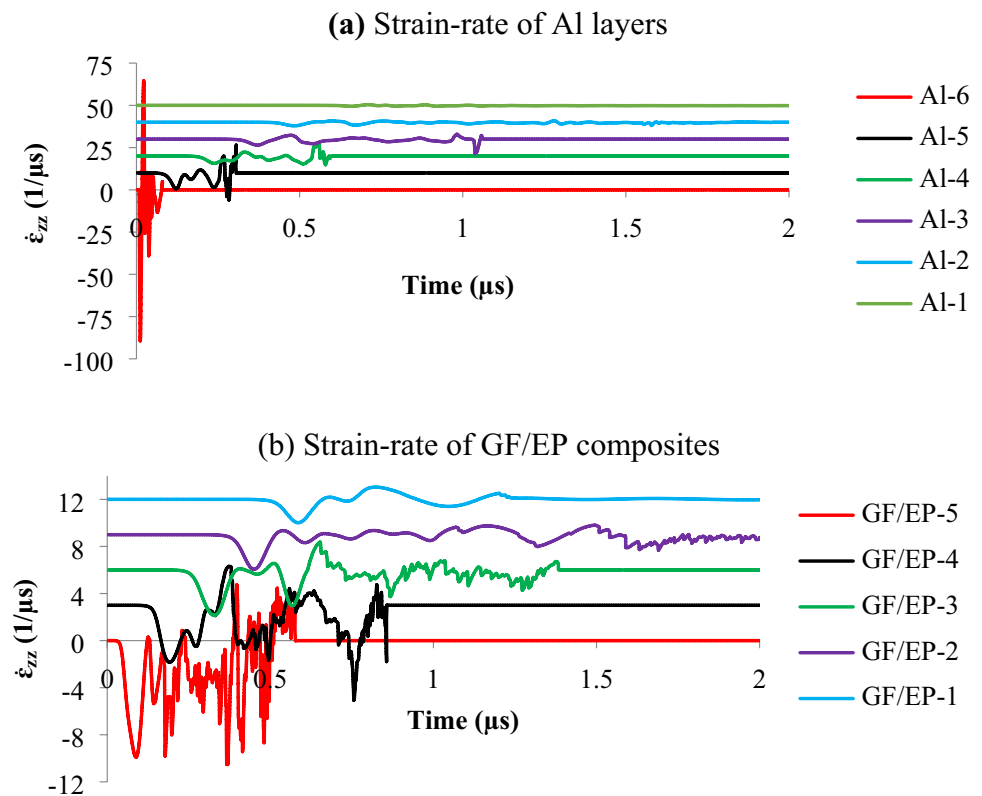 (a) Strain-rate of Al layers
75
50
25
0
-25
-50
-75
-100
ε̇zz (1/μs)
0
0.5
1
1.5
2
Time (μs)
Al-6
Al-5
Al-4
Al-3
Al-2
Al-1
(b) Strain-rate of GF/EP composites
12
8
4
0
-4
-8
-12
ε̇zz (1/μs)
0
0.5
1
1.5
2
Time (μs)
GF/EP-5
GF/EP-4
GF/EP-3
GF/EP-2
GF/EP-1